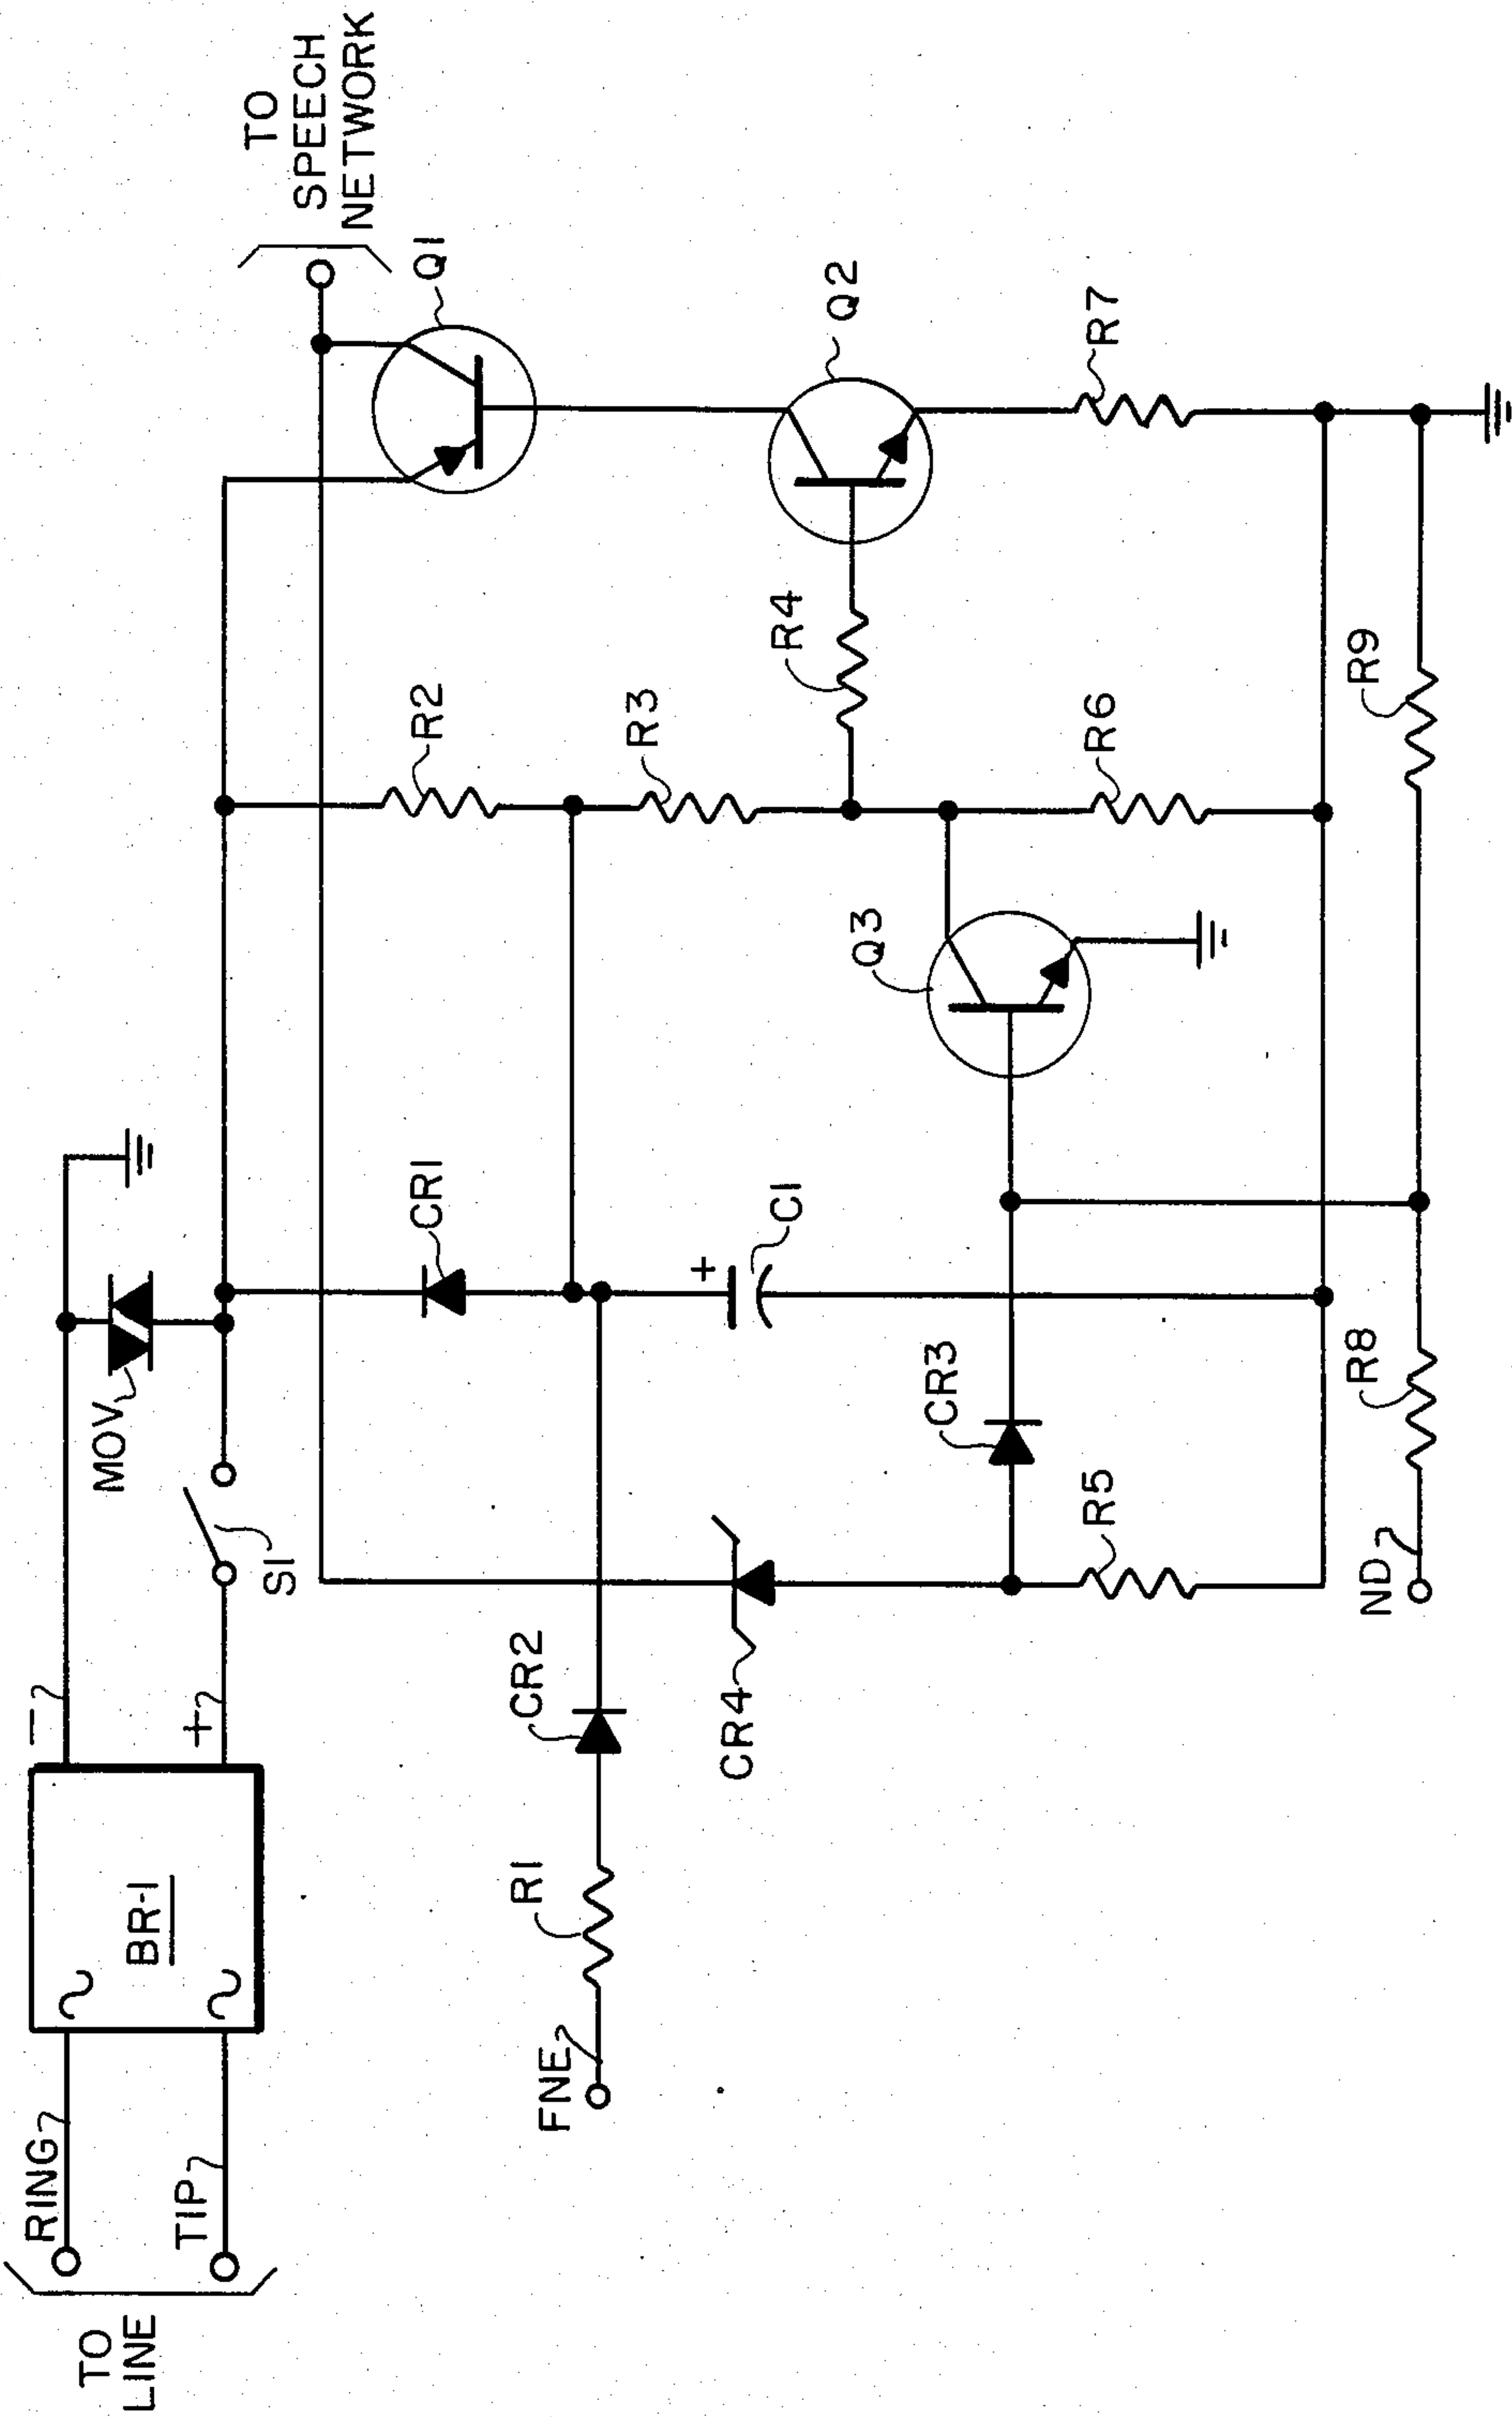 TO
LINE
RING
TIP
BR-1
−
+
S1
MOV
TO
SPEECH
NETWORK
FNE
R1
CR2
CR1
R2
Q1
R3
C1
+
CR4
CR3
Q3
R4
Q2
R5
R6
R7
ND
R8
R9